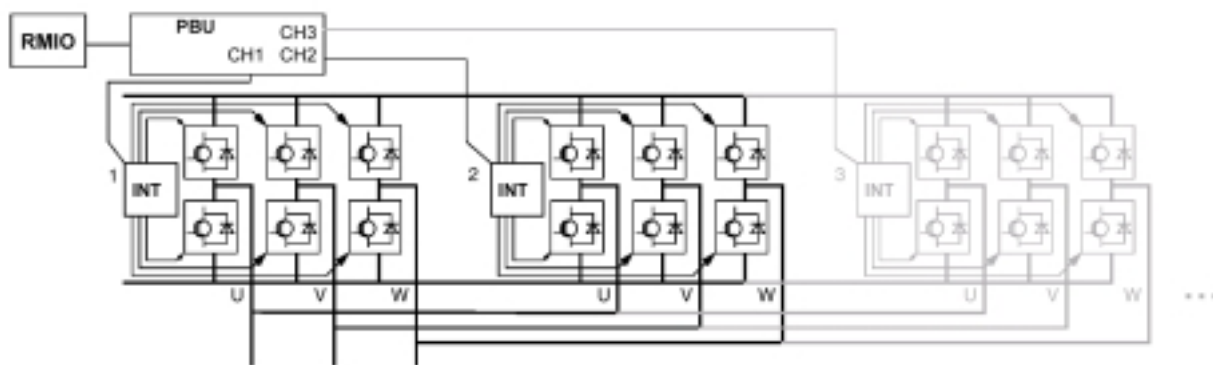 RMIO
PBU
CH3
CH1 CH2
1
INT
2
INT
3
INT
U V W
U V W
U V W
...